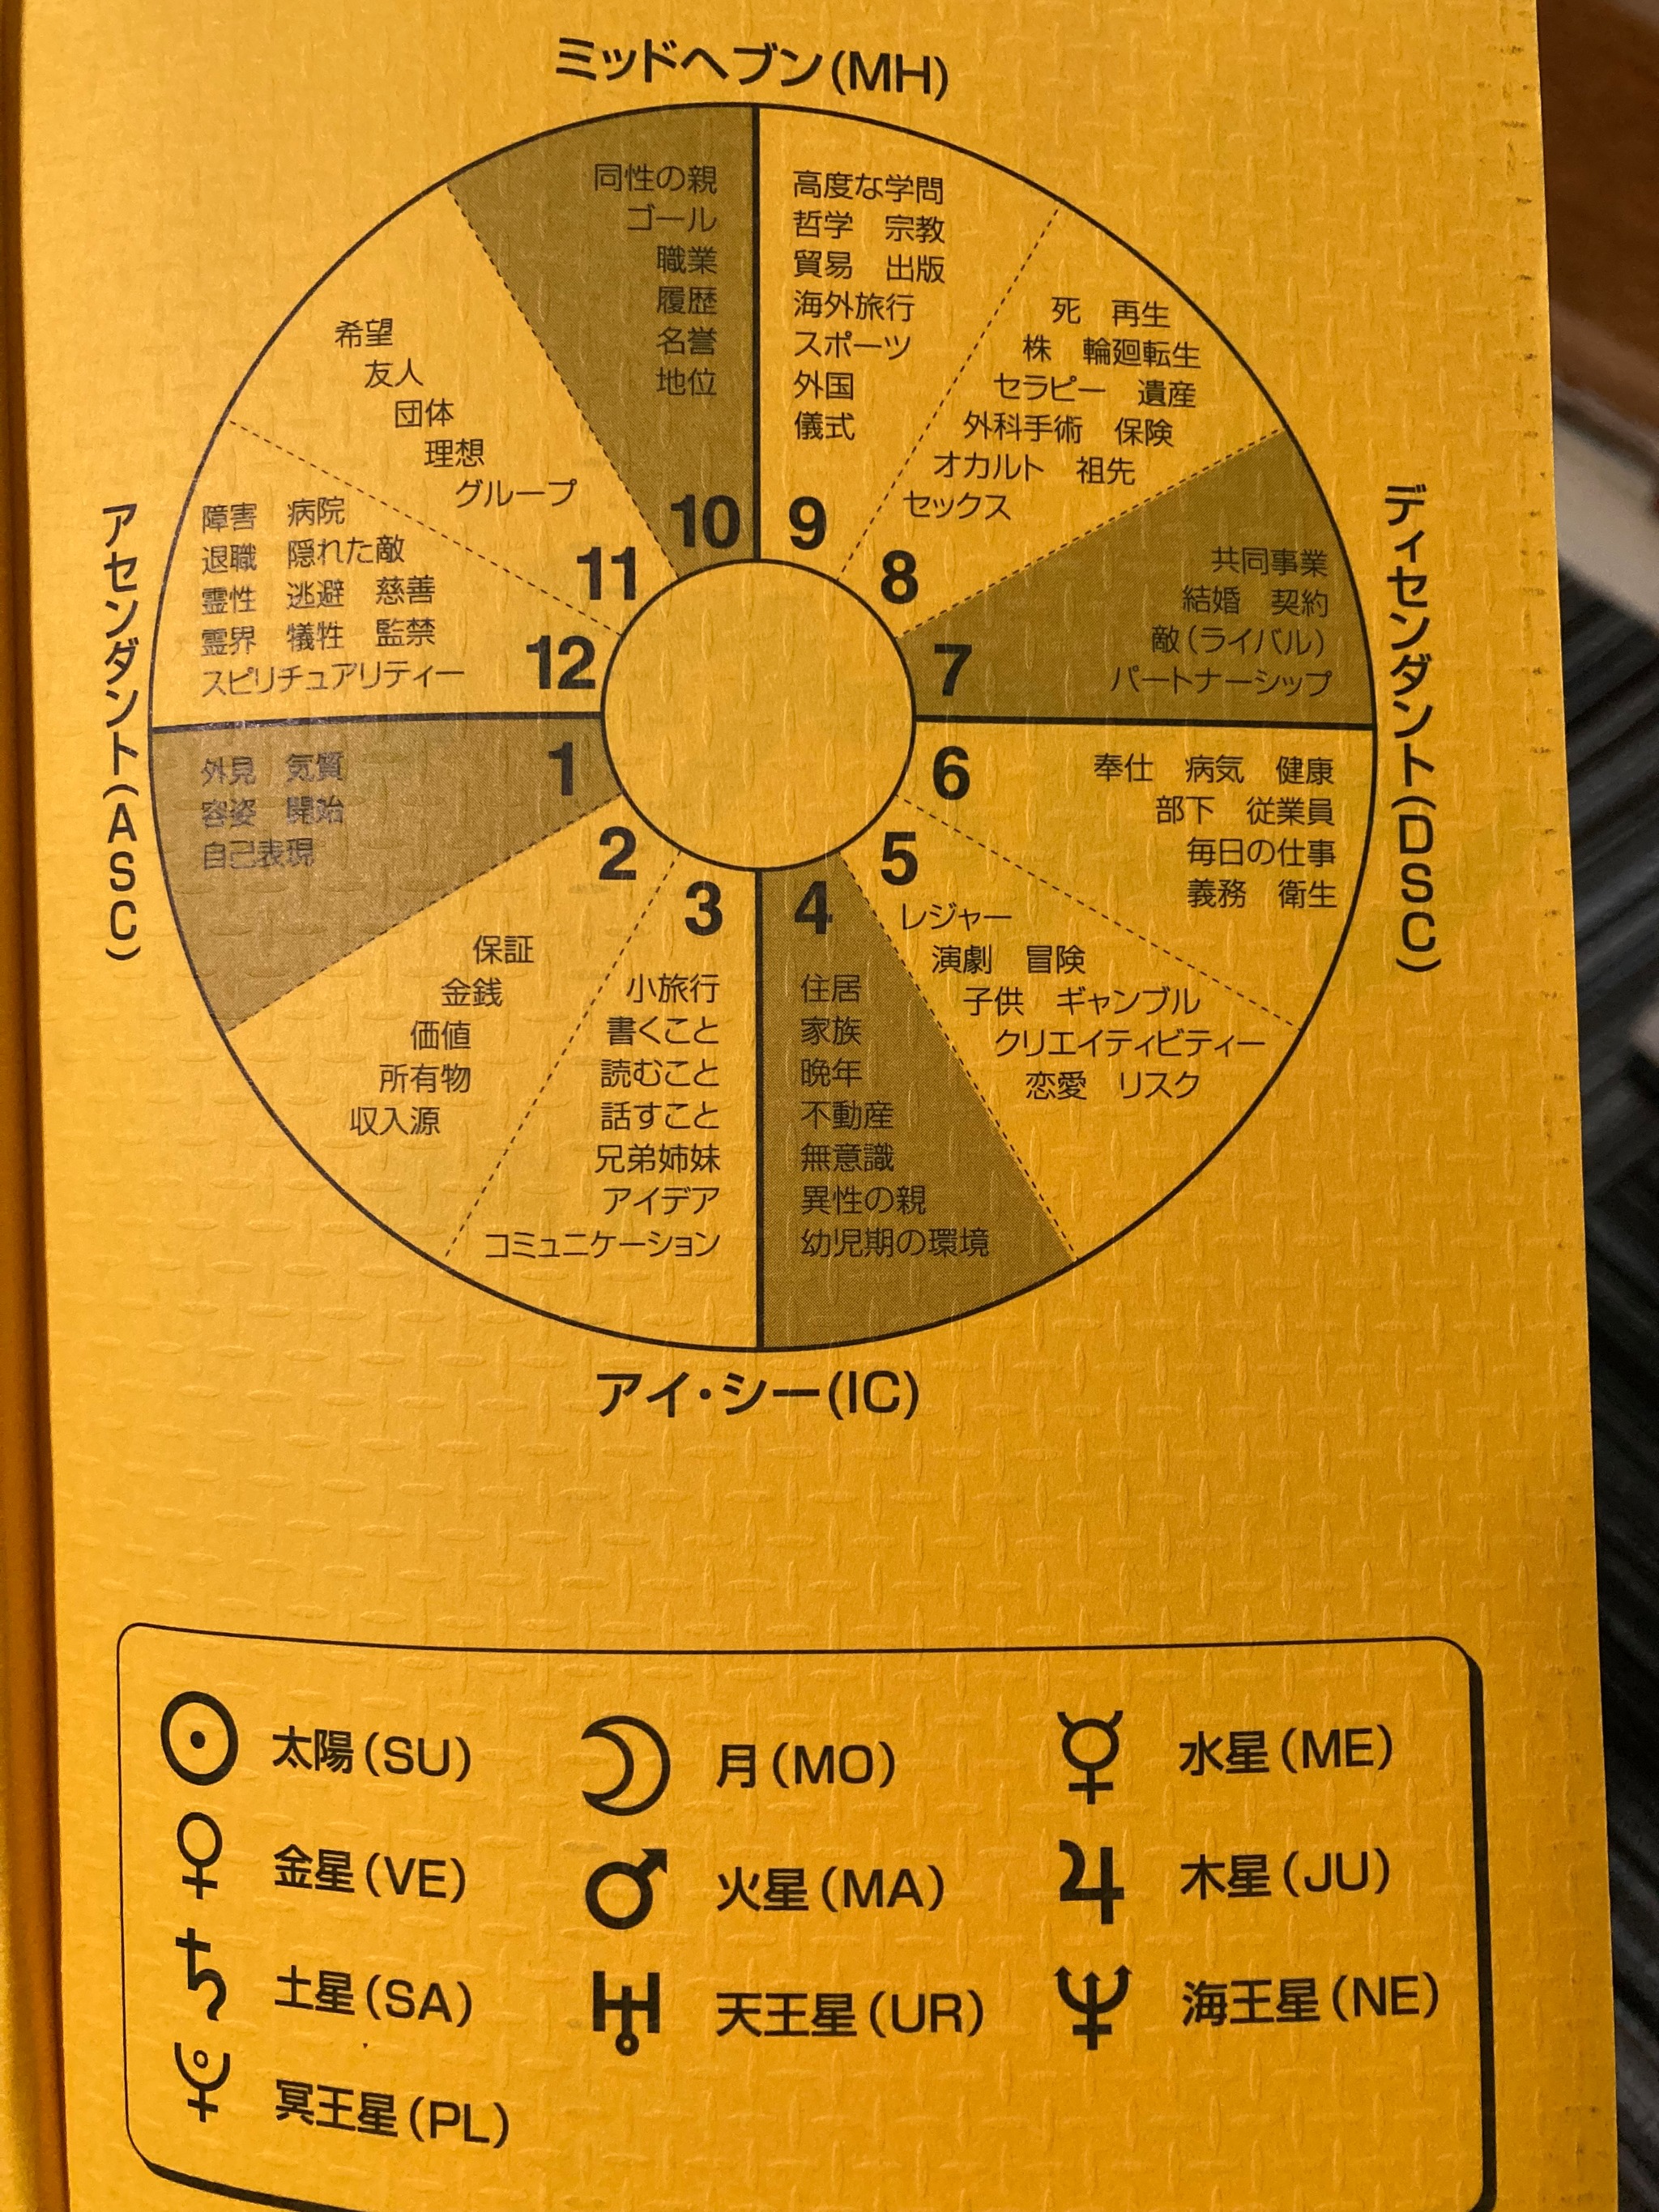 ミッドヘブン(MH)
同性の親
ゴール
職業
履歴
名誉
地位
10
高度な学問
哲学 宗教
貿易 出版
海外旅行
スポーツ
外国
儀式
9
死 再生
株 輪廻転生
セラピー 遺産
外科手術 保険
オカルト 祖先
セックス
8
希望
友人
団体
理想
グループ
11
障害 病院
退職 隠れた敵
霊性 逃避 慈善
霊界 犠牲 監禁
スピリチュアリティー
12
共同事業
結婚 契約
敵(ライバル)
パートナーシップ
7
アセンダント(ASC)
ディセンダント(DSC)
1
外見 気質
容姿 開始
自己表現
2
保証
金銭
価値
所有物
収入源
3
小旅行
書くこと
読むこと
話すこと
兄弟姉妹
アイデア
コミュニケーション
4
住居
家族
晩年
不動産
無意識
異性の親
幼児期の環境
5
レジャー
演劇 冒険
子供 ギャンブル
クリエイティビティー
恋愛 リスク
6
奉仕 病気 健康
部下 従業員
毎日の仕事
義務 衛生
アイ・シー(IC)
☉ 太陽(SU) ☽ 月(MO) ☿ 水星(ME)
♀ 金星(VE) ♂ 火星(MA) ♃ 木星(JU)
♄ 土星(SA) ♅ 天王星(UR) ♆ 海王星(NE)
冥王星(PL)